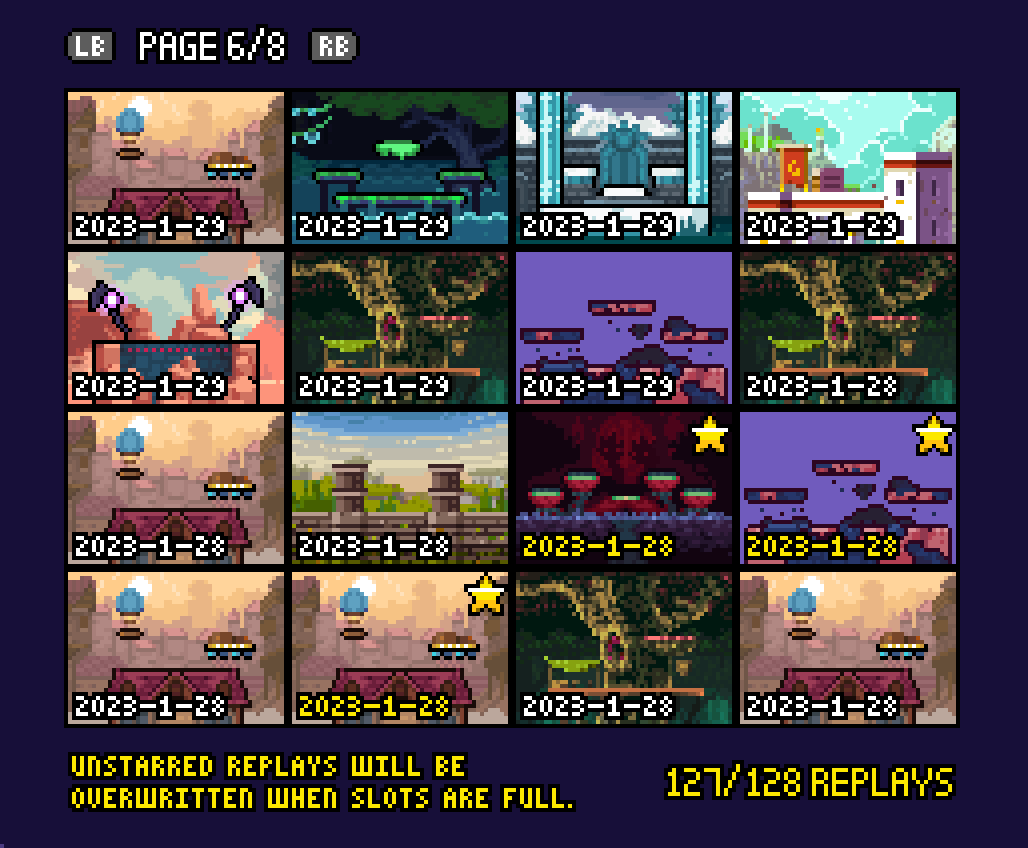 LB PAGE 6/8 RB
2023-1-29 2023-1-29 2023-1-29 2023-1-29
2023-1-29 2023-1-29 2023-1-29 2023-1-28
2023-1-28 2023-1-28 2023-1-28 2023-1-28
2023-1-28 2023-1-28 2023-1-28 2023-1-28
UNSTARRED REPLAYS WILL BE
OVERWRITTEN WHEN SLOTS ARE FULL.
127/128 REPLAYS